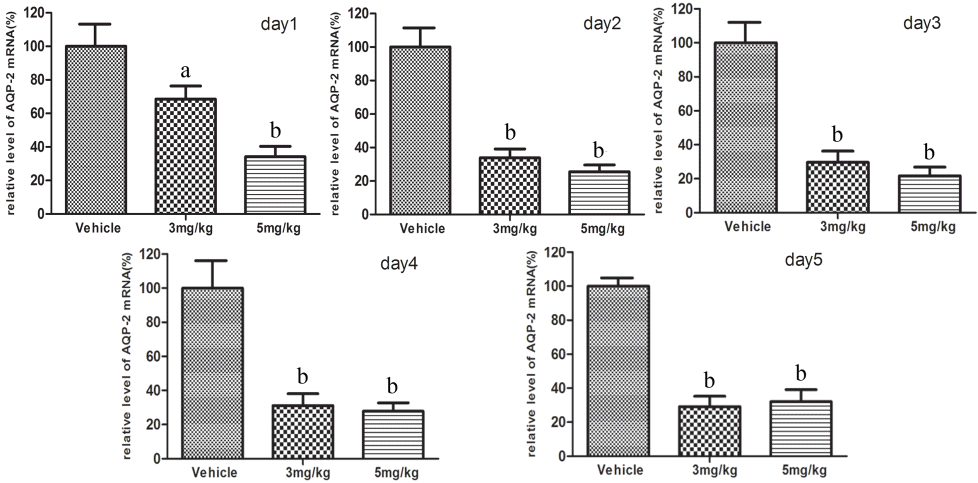 day1
relative level of AQP-2 mRNA(%)
120
100
80
60
40
20
0
a
b
Vehicle 3mg/kg 5mg/kg
day2
relative level of AQP-2 mRNA(%)
120
100
80
60
40
20
0
b
b
Vehicle 3mg/kg 5mg/kg
day3
relative level of AQP-2 mRNA(%)
120
100
80
60
40
20
0
b
b
Vehicle 3mg/kg 5mg/kg
day4
relative level of AQP-2 mRNA(%)
120
100
80
60
40
20
0
b
b
Vehicle 3mg/kg 5mg/kg
day5
relative level of AQP-2 mRNA(%)
120
100
80
60
40
20
0
b
b
Vehicle 3mg/kg 5mg/kg